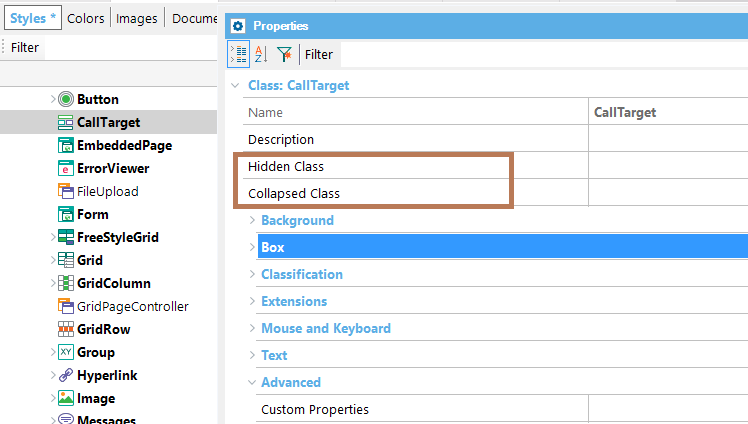 Styles * Colors Images Docume
Filter
Button
CallTarget
EmbeddedPage
ErrorViewer
FileUpload
Form
FreeStyleGrid
Grid
GridColumn
GridPageController
GridRow
Group
Hyperlink
Image
Messages
Properties
Filter
Class: CallTarget
Name CallTarget
Description
Hidden Class
Collapsed Class
Background
Box
Classification
Extensions
Mouse and Keyboard
Text
Advanced
Custom Properties